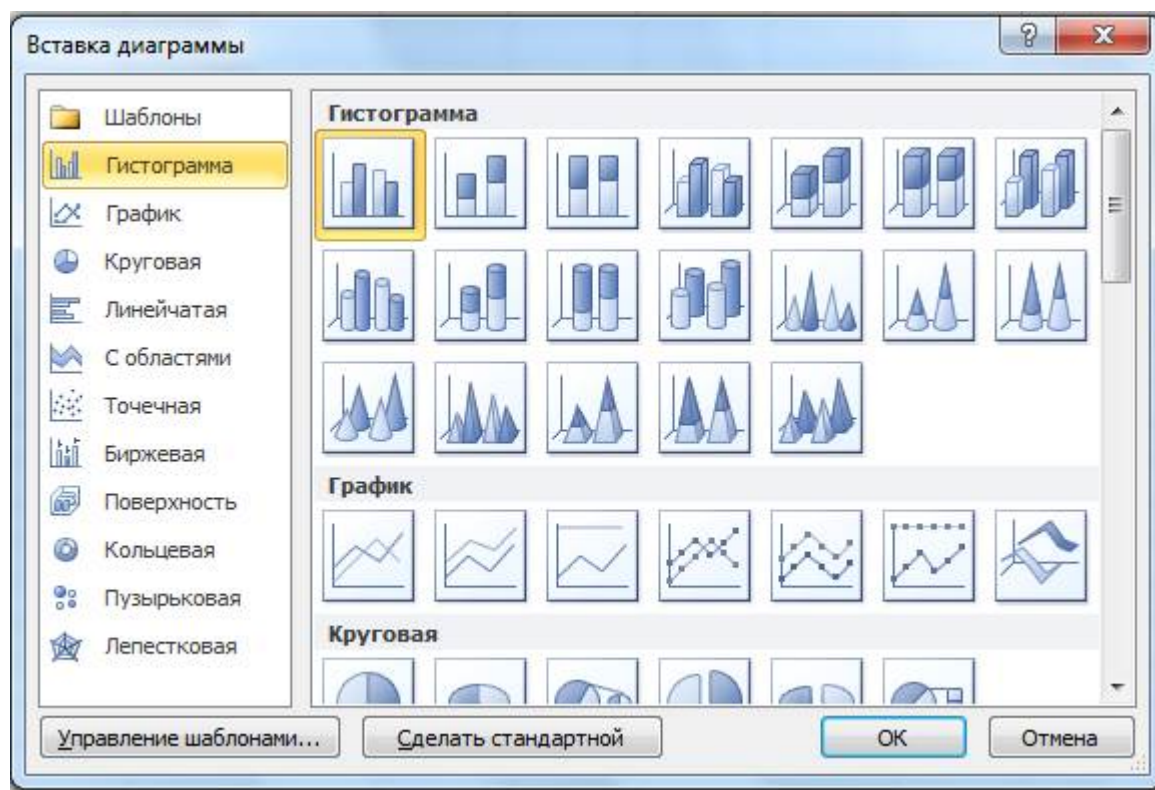 Вставка диаграммы
Шаблоны
Гистограмма
График
Круговая
Линейчатая
С областями
Точечная
Биржевая
Поверхность
Кольцевая
Пузырьковая
Лепестковая
Гистограмма
График
Круговая
Управление шаблонами...
Сделать стандартной
ОК
Отмена